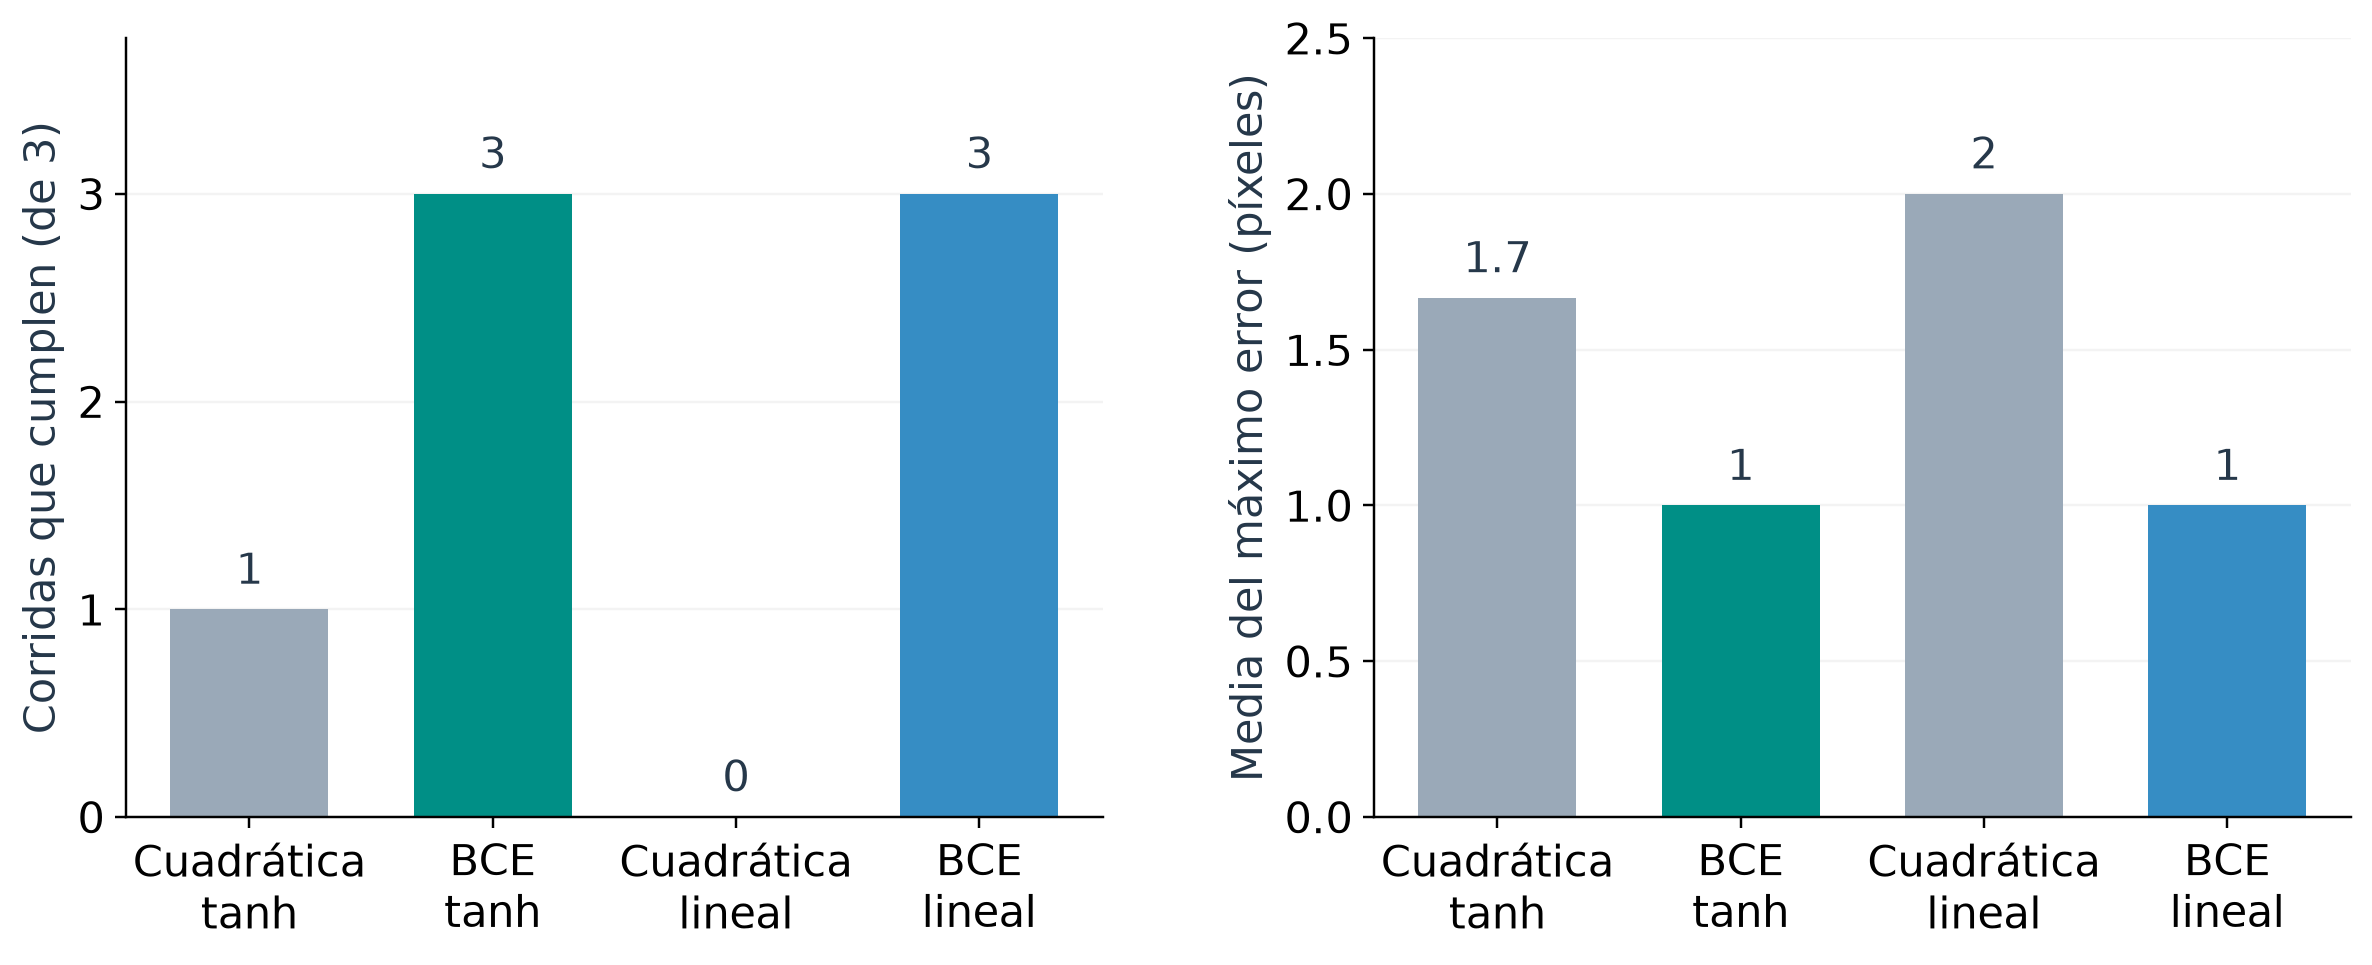 Corridas que cumplen (de 3)
3
2
1
0
1
3
0
3
Cuadrática
tanh
BCE
tanh
Cuadrática
lineal
BCE
lineal
Media del máximo error (píxeles)
2.5
2.0
1.5
1.0
0.5
0.0
1.7
1
2
1
Cuadrática
tanh
BCE
tanh
Cuadrática
lineal
BCE
lineal